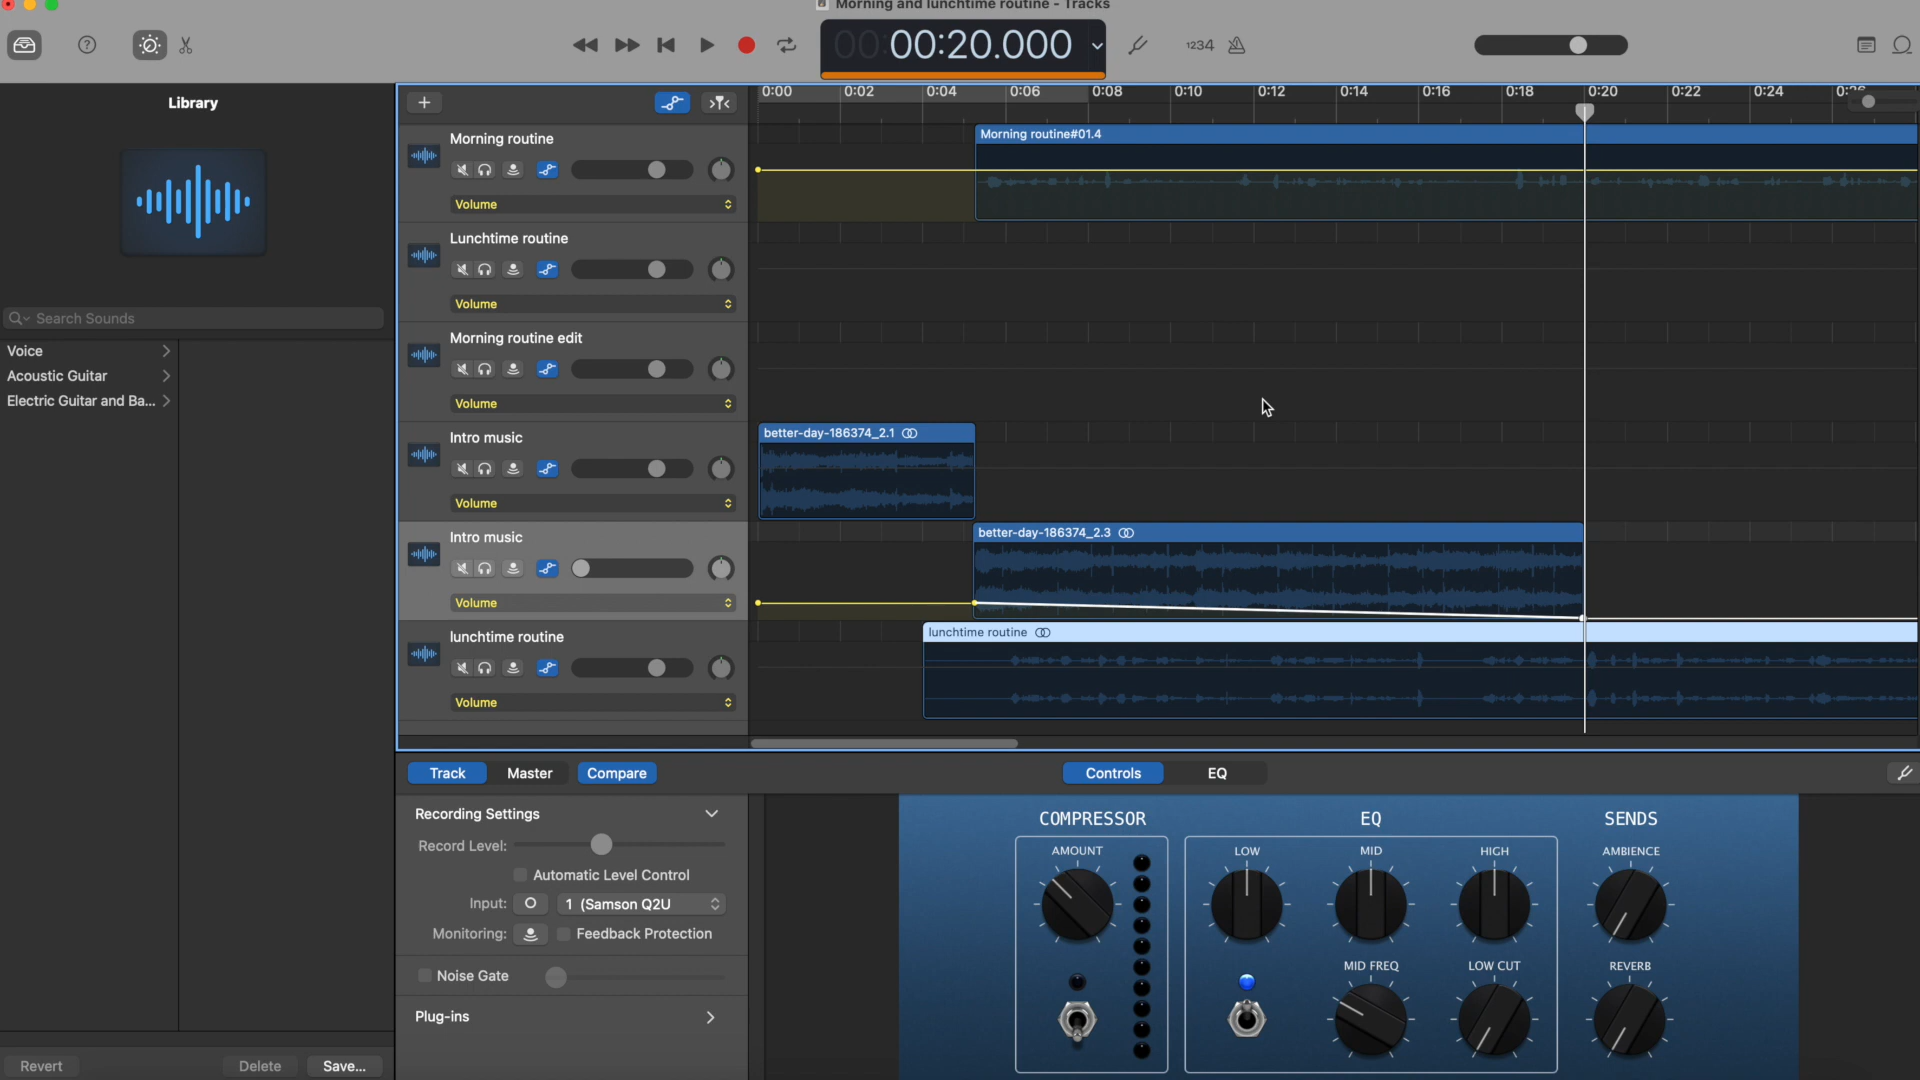 Morning and lunchtime routine - Tracks
00:00:20.000
1234
Library
0:00 0:02 0:04 0:06 0:08 0:10 0:12 0:14 0:16 0:18 0:20 0:22 0:24 0:26
Morning routine
Volume
Morning routine#01.4
Lunchtime routine
Volume
Search Sounds
Voice
Acoustic Guitar
Electric Guitar and Ba...
Morning routine edit
Volume
Intro music
Volume
better-day-186374_2.1
Intro music
Volume
better-day-186374_2.3
lunchtime routine
Volume
lunchtime routine
Track Master Compare
Controls EQ
Recording Settings
Record Level:
Automatic Level Control
Input: 1 (Samson Q2U
Monitoring: Feedback Protection
Noise Gate
Plug-ins
COMPRESSOR EQ SENDS
AMOUNT LOW MID HIGH AMBIENCE
MID FREQ LOW CUT REVERB
Revert Delete Save...